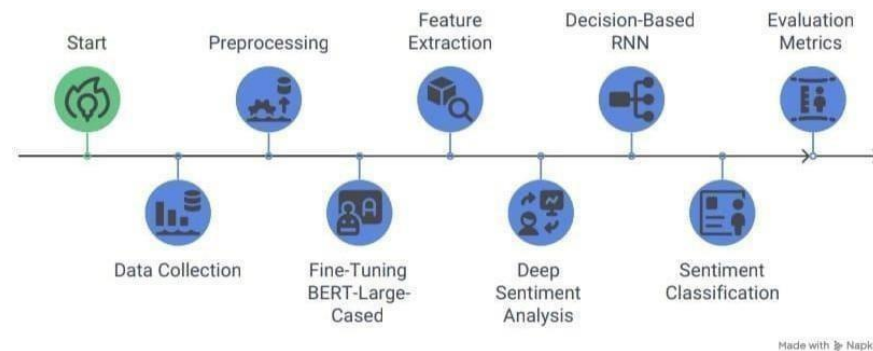 Start
Preprocessing
Feature
Extraction
Decision-Based
RNN
Evaluation
Metrics
Data Collection
Fine-Tuning
BERT-Large-
Cased
Deep
Sentiment
Analysis
Sentiment
Classification
Made with Napk